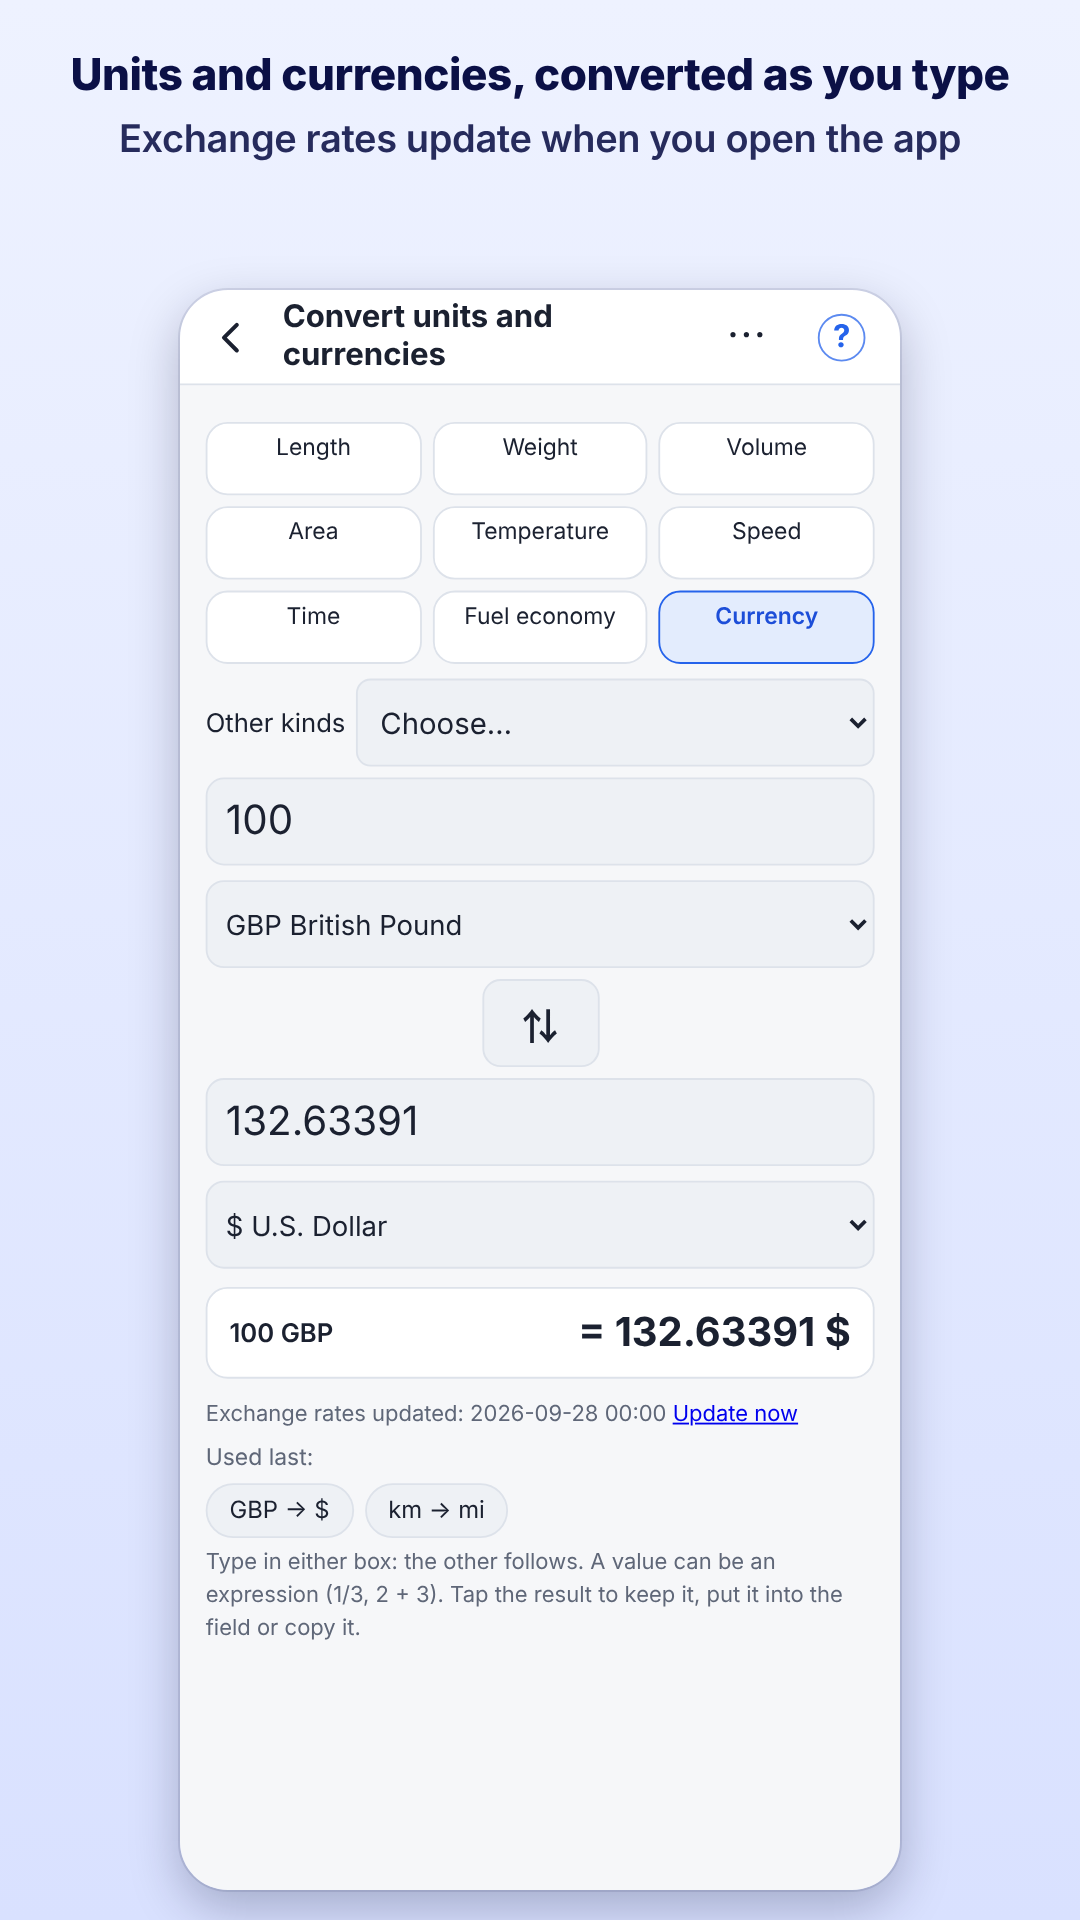 Units and currencies, converted as you type
Exchange rates update when you open the app
Convert units and
currencies
...
?
Length
Weight
Volume
Area
Temperature
Speed
Time
Fuel economy
Currency
Other kinds
Choose...
100
GBP British Pound
132.63391
$ U.S. Dollar
100 GBP
= 132.63391 $
Exchange rates updated: 2026-09-28 00:00 Update now
Used last:
GBP → $
km → mi
Type in either box: the other follows. A value can be an
expression (1/3, 2 + 3). Tap the result to keep it, put it into the
field or copy it.